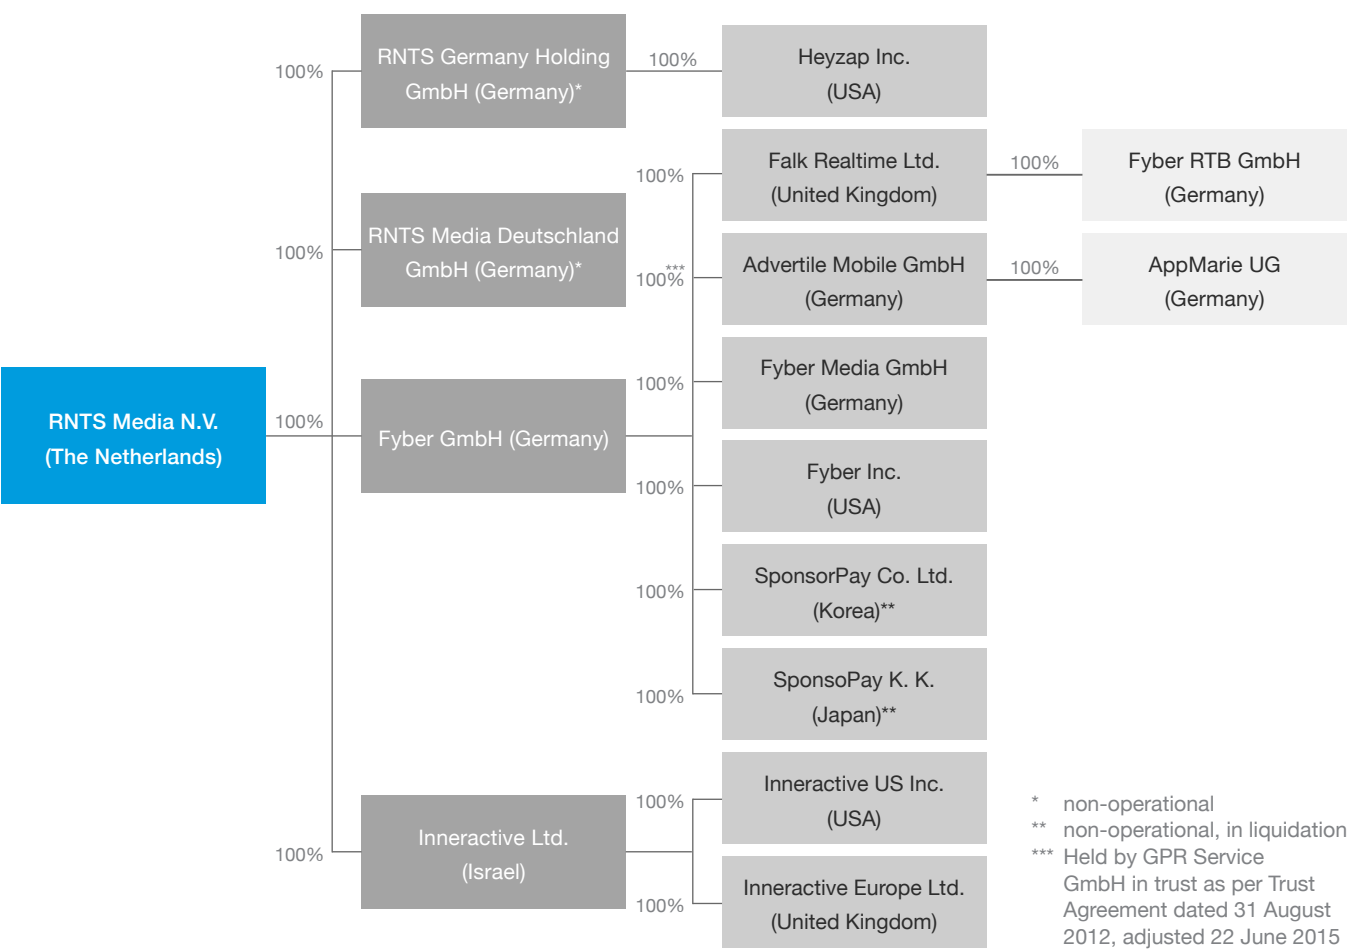 RNTS Media N.V.
(The Netherlands)
100%
RNTS Germany Holding
GmbH (Germany)*
100%
Heyzap Inc.
(USA)
100%
RNTS Media Deutschland
GmbH (Germany)*
100%
Fyber GmbH (Germany)
100%
Falk Realtime Ltd.
(United Kingdom)
100%
Fyber RTB GmbH
(Germany)
100%***
Advertile Mobile GmbH
(Germany)
100%
AppMarie UG
(Germany)
100%
Fyber Media GmbH
(Germany)
100%
Fyber Inc.
(USA)
100%
SponsorPay Co. Ltd.
(Korea)**
100%
SponsoPay K. K.
(Japan)**
100%
Inneractive Ltd.
(Israel)
100%
Inneractive US Inc.
(USA)
100%
Inneractive Europe Ltd.
(United Kingdom)
* non-operational
** non-operational, in liquidation
*** Held by GPR Service
GmbH in trust as per Trust
Agreement dated 31 August
2012, adjusted 22 June 2015